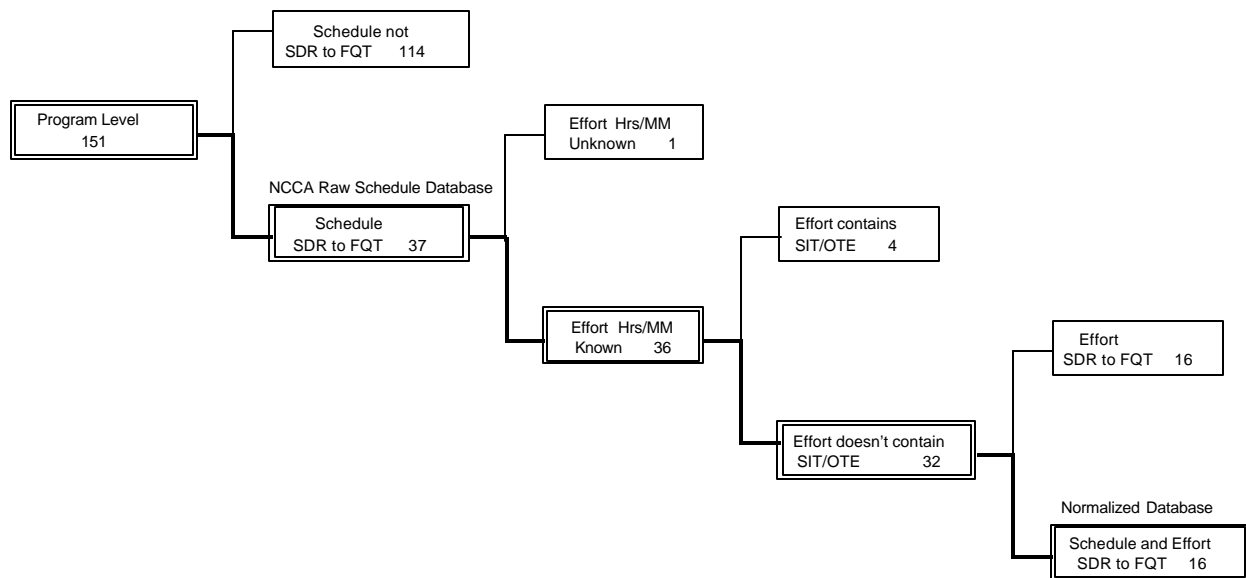 Schedule not
SDR to FQT 114
Program Level
151
Effort Hrs/MM
Unknown 1
NCCA Raw Schedule Database
Schedule
SDR to FQT 37
Effort contains
SIT/OTE 4
Effort Hrs/MM
Known 36
Effort
SDR to FQT 16
Effort doesn't contain
SIT/OTE 32
Normalized Database
Schedule and Effort
SDR to FQT 16